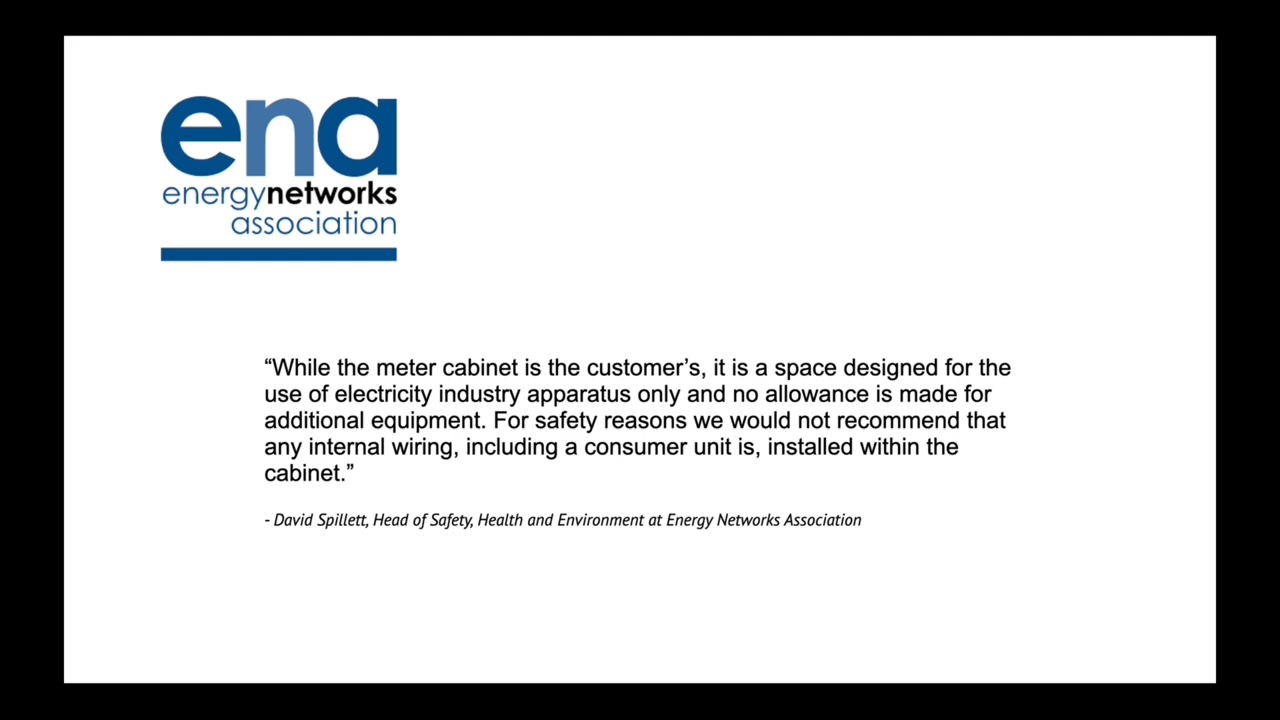 ena
energynetworks
association
“While the meter cabinet is the customer’s, it is a space designed for the
use of electricity industry apparatus only and no allowance is made for
additional equipment. For safety reasons we would not recommend that
any internal wiring, including a consumer unit is, installed within the
cabinet.”
- David Spillett, Head of Safety, Health and Environment at Energy Networks Association